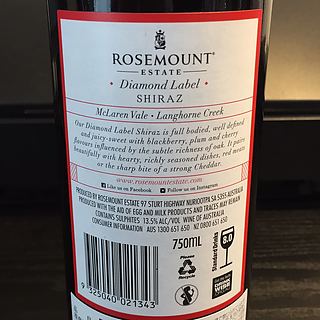 ROSEMOUNT
ESTATE
Diamond Label
SHIRAZ
McLaren Vale • Langhorne Creek
Our Diamond Label Shiraz is full bodied, well defined
and juicy-sweet with blackberry, plum and cherry
flavours influenced by the subtle richness of oak. It pairs
beautifully with hearty, richly seasoned dishes, red meats
or the sharp bite of a strong Cheddar.
www.rosemountestate.com
Like us on Facebook Follow us on Instagram
PRODUCED BY ROSEMOUNT ESTATE 97 STURT HIGHWAY NURIOOTPA SA 5355 AUSTRALIA
PRODUCED WITH THE AID OF EGG AND MILK PRODUCTS AND TRACES MAY REMAIN
CONTAINS SULPHITES 13.5% ALC/VOL WINE OF AUSTRALIA
AUS 1300 651 650 NZ 0800 651 650
750ML
Please
Recycle
Standard Drinks
8.0
9 325040 021343